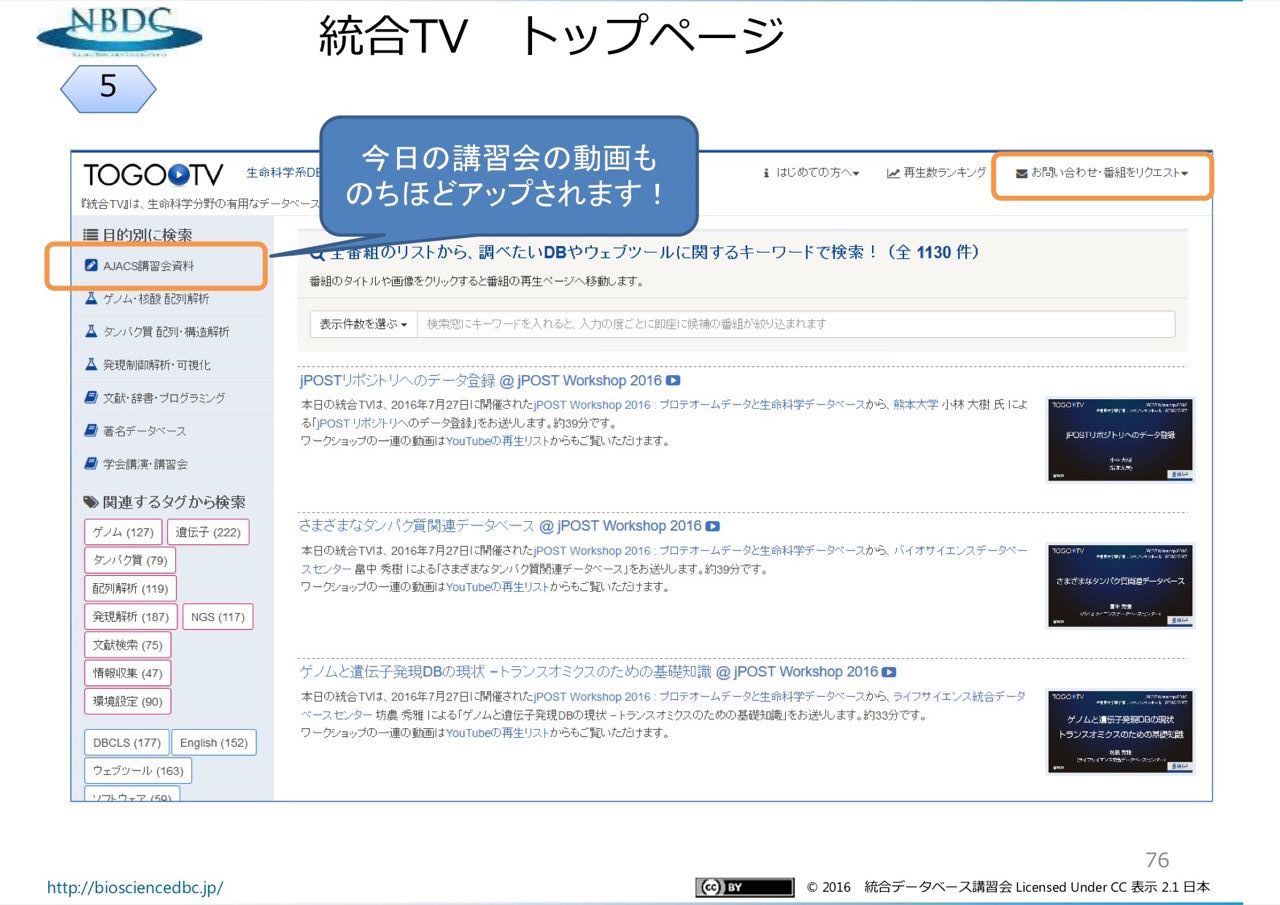 NBDC
統合TV トップページ
5
今日の講習会の動画も
のちほどアップされます！
TOGO TV 生命科学系DB
はじめての方へ
再生数ランキング
お問い合わせ・番組をリクエスト
『統合TV』は、生命科学分野の有用なデータベース
目的別に検索
AJACS講習会資料
ゲノム・核酸 配列解析
タンパク質 配列・構造解析
発現制御解析・可視化
文献・辞書・プログラミング
著名データベース
学会講演・講習会
関連するタグから検索
ゲノム (127) 遺伝子 (222)
タンパク質 (79)
配列解析 (119)
発現解析 (187) NGS (117)
文献検索 (75)
情報収集 (47)
環境設定 (90)
DBCLS (177) English (152)
ウェブツール (163)
ソフトウェア (59)
全番組のリストから、調べたいDBやウェブツールに関するキーワードで検索！（全 1130 件）
番組のタイトルや画像をクリックすると番組の再生ページへ移動します。
表示件数を選ぶ 検索窓にキーワードを入れると、入力の度ごとに即座に候補の番組が絞り込まれます
jPOSTリポジトリへのデータ登録 @ jPOST Workshop 2016
本日の統合TVは、2016年7月27日に開催されたjPOST Workshop 2016 : プロテオームデータと生命科学データベースから、熊本大学 小林 大樹 氏によ
る「jPOST リポジトリへのデータ登録」をお送りします。約39分です。
ワークショップの一連の動画はYouTubeの再生リストからもご覧いただけます。
TOGO TV
jPOSTリポジトリへのデータ登録
小林 大樹
さまざまなタンパク質関連データベース @ jPOST Workshop 2016
本日の統合TVは、2016年7月27日に開催されたjPOST Workshop 2016 : プロテオームデータと生命科学データベースから、バイオサイエンスデータベー
スセンター 畠中 秀樹 による「さまざまなタンパク質関連データベース」をお送りします。約39分です。
ワークショップの一連の動画はYouTubeの再生リストからもご覧いただけます。
TOGO TV
さまざまなタンパク質関連データベース
畠中 秀樹
ゲノムと遺伝子発現DBの現状 −トランスオミクスのための基礎知識 @ jPOST Workshop 2016
本日の統合TVは、2016年7月27日に開催されたjPOST Workshop 2016 : プロテオームデータと生命科学データベースから、ライフサイエンス統合データ
ベースセンター 坊農 秀雅 による「ゲノムと遺伝子発現DBの現状 −トランスオミクスのための基礎知識」をお送りします。約33分です。
ワークショップの一連の動画はYouTubeの再生リストからもご覧いただけます。
TOGO TV
ゲノムと遺伝子発現DBの現状
トランスオミクスのための基礎知識
坊農 秀雅
76
http://biosciencedbc.jp/
cc BY
© 2016 統合データベース講習会 Licensed Under CC 表示 2.1 日本